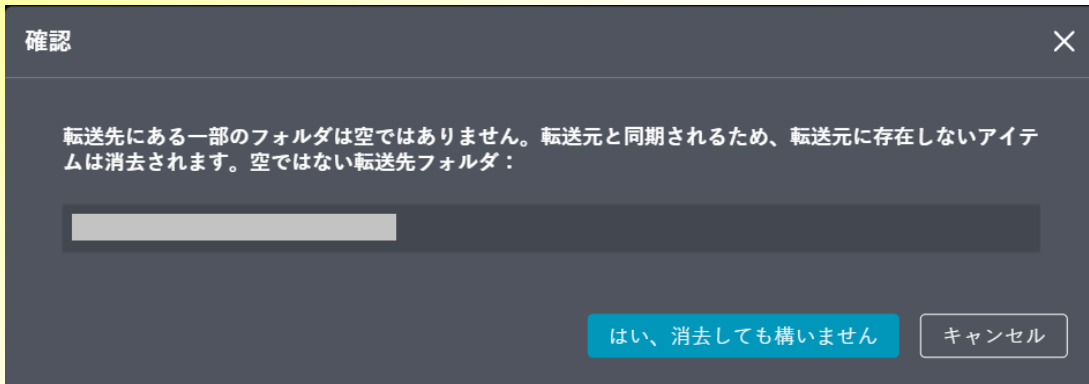 確認
転送先にある一部のフォルダは空ではありません。転送元と同期されるため、転送元に存在しないアイテ
ムは消去されます。空ではない転送先フォルダ：
はい、消去しても構いません
キャンセル